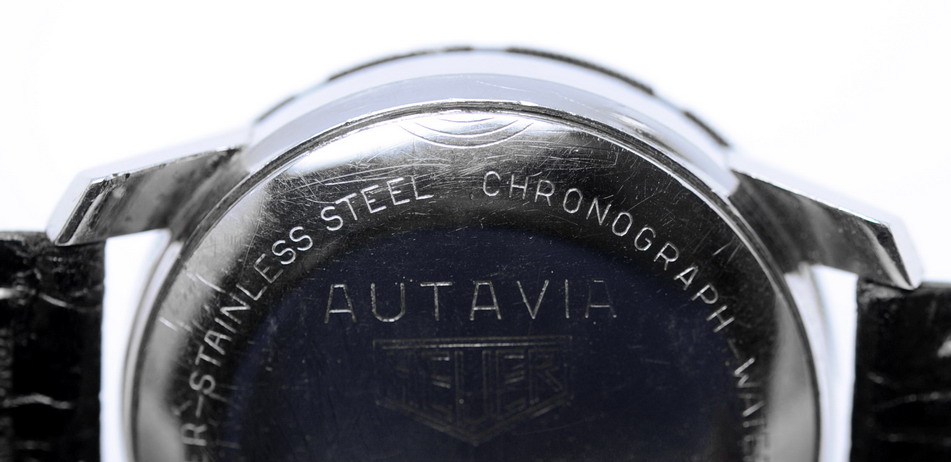 STAINLESS STEEL CHRONOGRAPH
AUTAVIA
HEUER